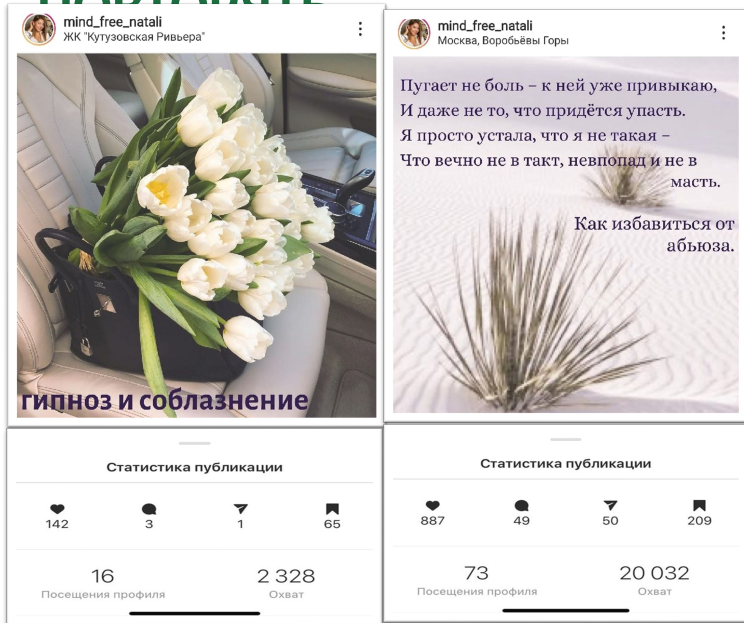 mind_free_natali
ЖК "Кутузовская Ривьера"
гипноз и соблазнение
Статистика публикации
142 3 1 65
16 2 328
Посещения профиля Охват
mind_free_natali
Москва, Воробьёвы Горы
Пугает не боль – к ней уже привыкаю,
И даже не то, что придётся упасть.
Я просто устала, что я не такая –
Что вечно не в такт, невпопад и не в
масть.
Как избавиться от
абьюза.
Статистика публикации
887 49 50 209
73 20 032
Посещения профиля Охват